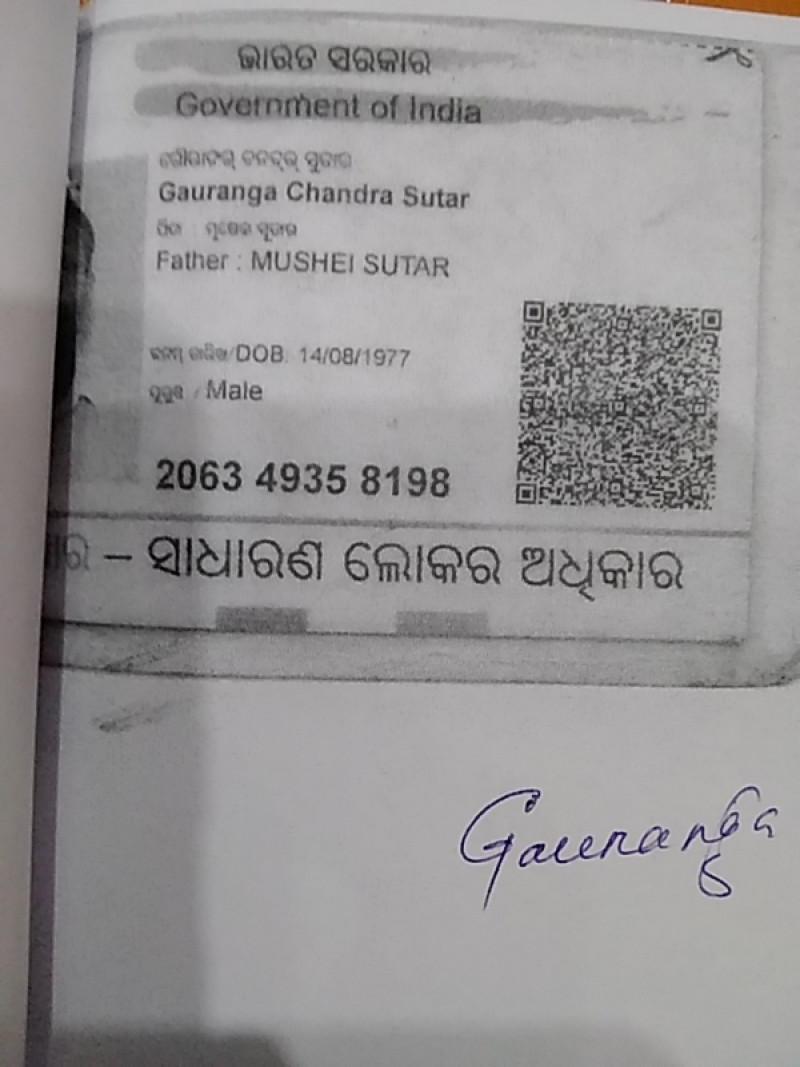 ଭାରତ ସରକାର
Government of India
Gauranga Chandra Sutar
Father : MUSHEI SUTAR
DOB: 14/08/1977
ପୁରୁଷ / Male
2063 4935 8198
– ସାଧାରଣ ଲୋକର ଅଧିକାର
Gauranga